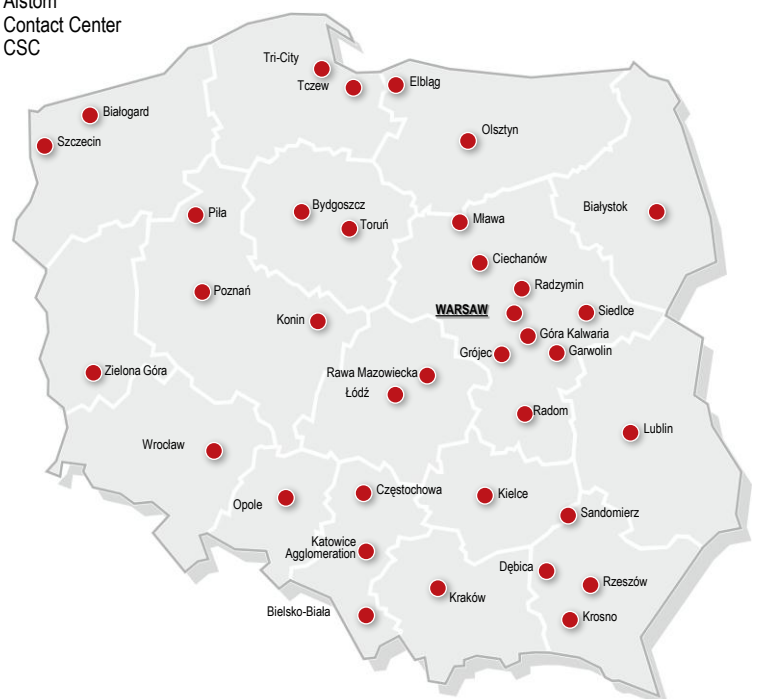 Alstom
Contact Center
CSC
Tri-City
Tczew
Elbląg
Białogard
Szczecin
Olsztyn
Piła
Bydgoszcz
Toruń
Mława
Białystok
Ciechanów
Radzymin
Poznań
Konin
WARSAW
Siedlce
Góra Kalwaria
Grójec
Garwolin
Zielona Góra
Rawa Mazowiecka
Łódź
Radom
Lublin
Wrocław
Opole
Częstochowa
Kielce
Sandomierz
Katowice
Agglomeration
Dębica
Rzeszów
Kraków
Bielsko-Biała
Krosno